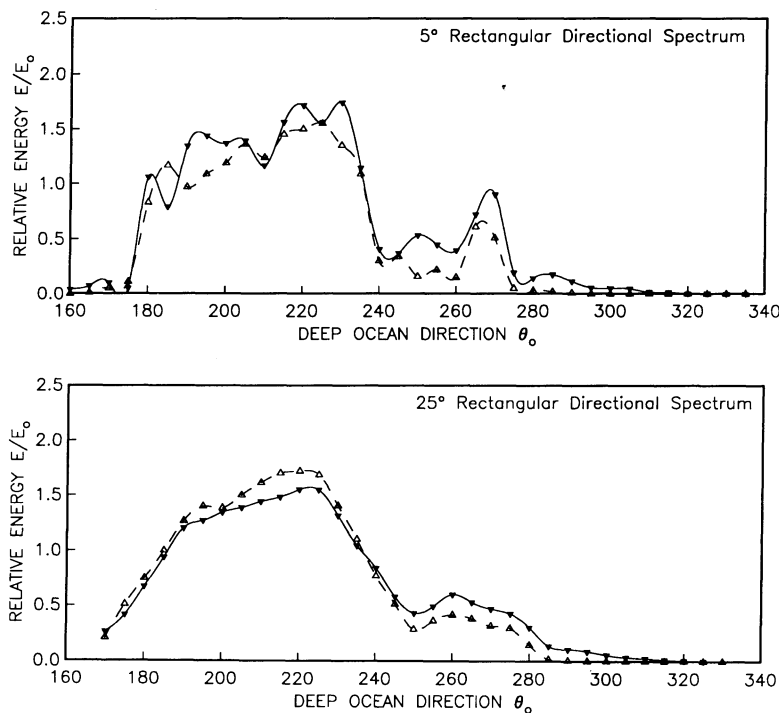 5° Rectangular Directional Spectrum
RELATIVE ENERGY E/Eₒ
2.5
2.0
1.5
1.0
0.5
0.0
160 180 200 220 240 260 280 300 320 340
DEEP OCEAN DIRECTION θₒ
25° Rectangular Directional Spectrum
RELATIVE ENERGY E/Eₒ
2.5
2.0
1.5
1.0
0.5
0.0
160 180 200 220 240 260 280 300 320 340
DEEP OCEAN DIRECTION θₒ